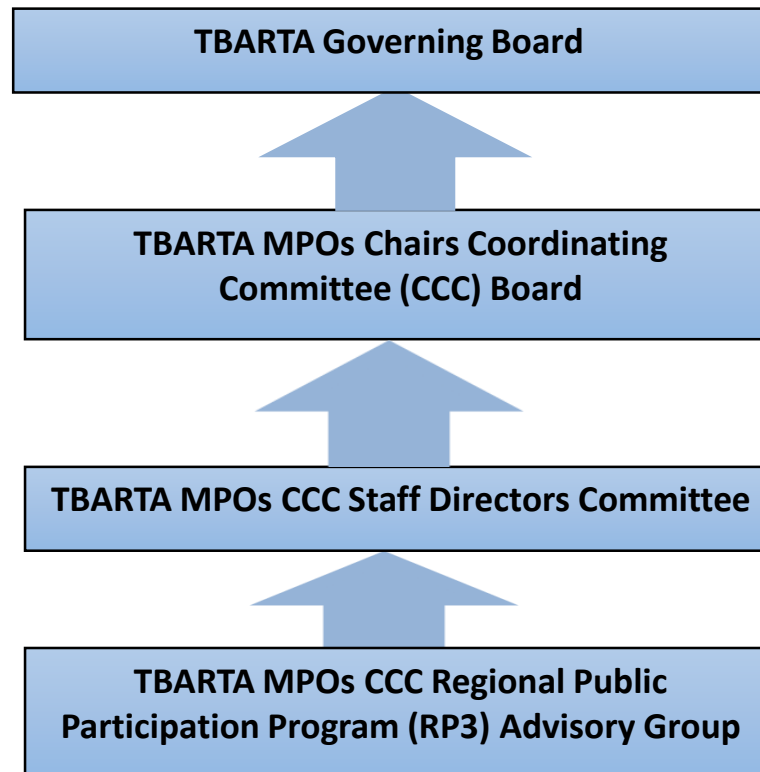 TBARTA Governing Board
TBARTA MPOs Chairs Coordinating
Committee (CCC) Board
TBARTA MPOs CCC Staff Directors Committee
TBARTA MPOs CCC Regional Public
Participation Program (RP3) Advisory Group